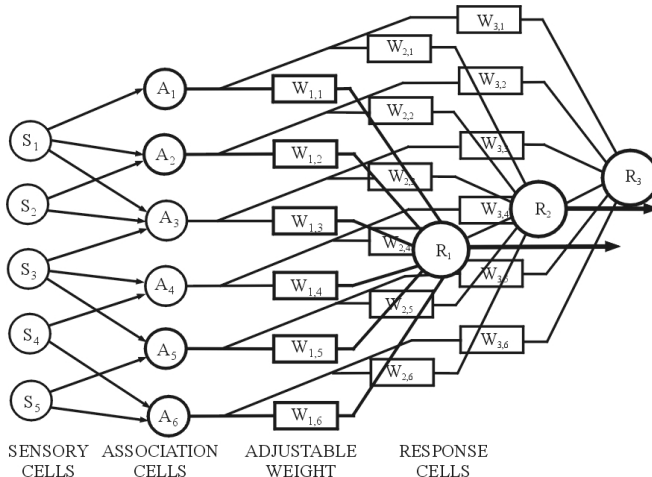 W3,1
W2,1
A1
W1,1
W3,2
W2,2
S1
A2
W1,2
W3,3
W2,3
R3
S2
A3
W1,3
W3,4
R2
W2,4
R1
S3
A4
W1,4
W3,5
W2,5
S4
A5
W1,5
W3,6
W2,6
S5
A6
W1,6
SENSORY CELLS
ASSOCIATION CELLS
ADJUSTABLE WEIGHT
RESPONSE CELLS